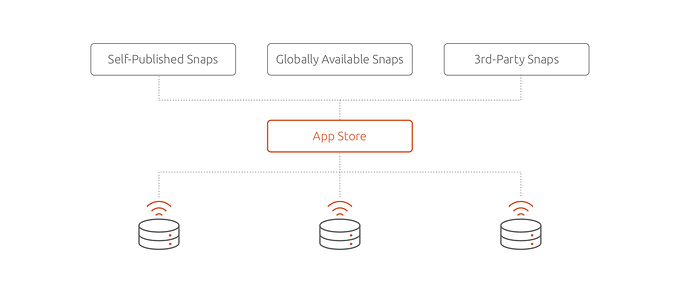 Self-Published Snaps
Globally Available Snaps
3rd-Party Snaps
App Store